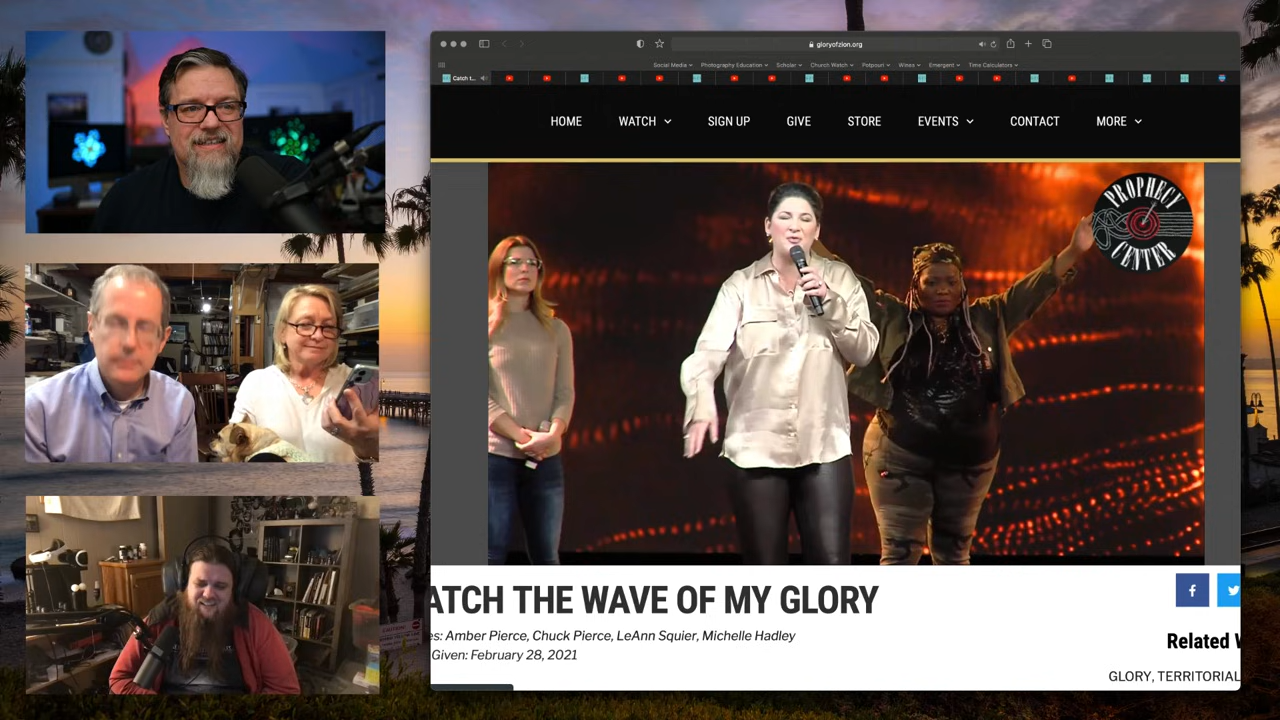 gloryofzion.org
Social Media
Photography Education
Scholar
Church Watch
Potpouri
Wines
Emergent
Time Calculators
Catch t...
HOME
WATCH
SIGN UP
GIVE
STORE
EVENTS
CONTACT
MORE
PROPHECY
CENTER
ATCH THE WAVE OF MY GLORY
es: Amber Pierce, Chuck Pierce, LeAnn Squier, Michelle Hadley
Given: February 28, 2021
Related W
GLORY, TERRITORIAL